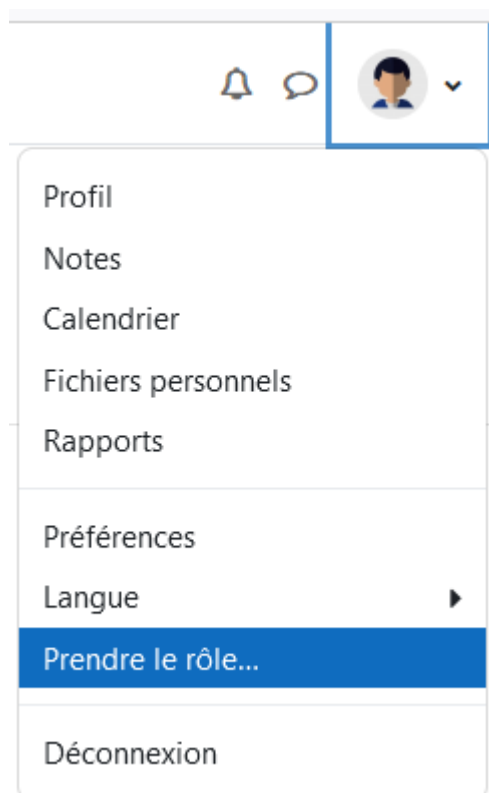 Profil
Notes
Calendrier
Fichiers personnels
Rapports
Préférences
Langue
Prendre le rôle...
Déconnexion